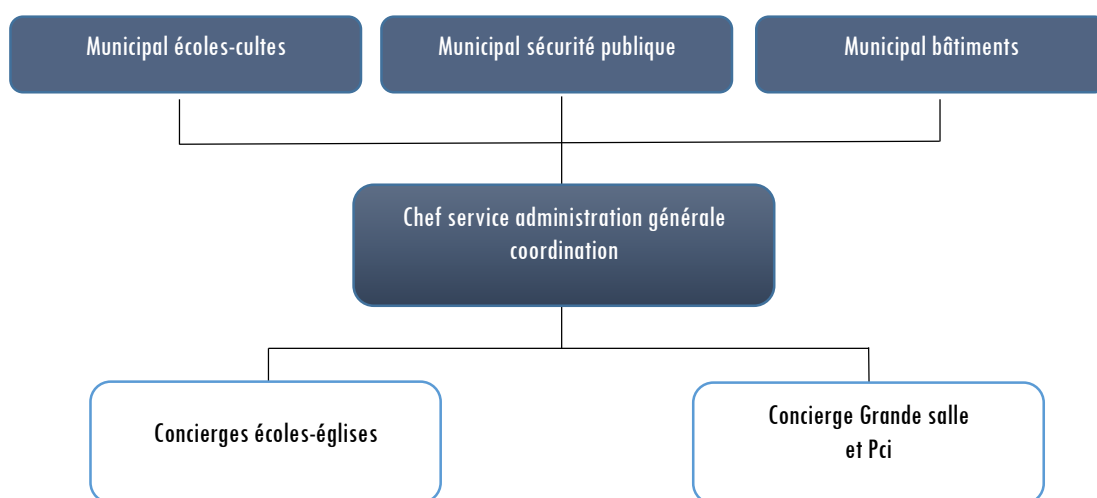 Municipal écoles-cultes
Municipal sécurité publique
Municipal bâtiments
Chef service administration générale
coordination
Concierges écoles-églises
Concierge Grande salle
et Pci